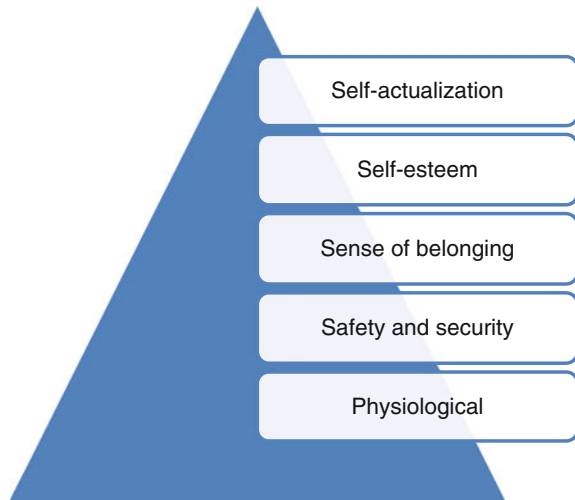 Self-actualization
Self-esteem
Sense of belonging
Safety and security
Physiological